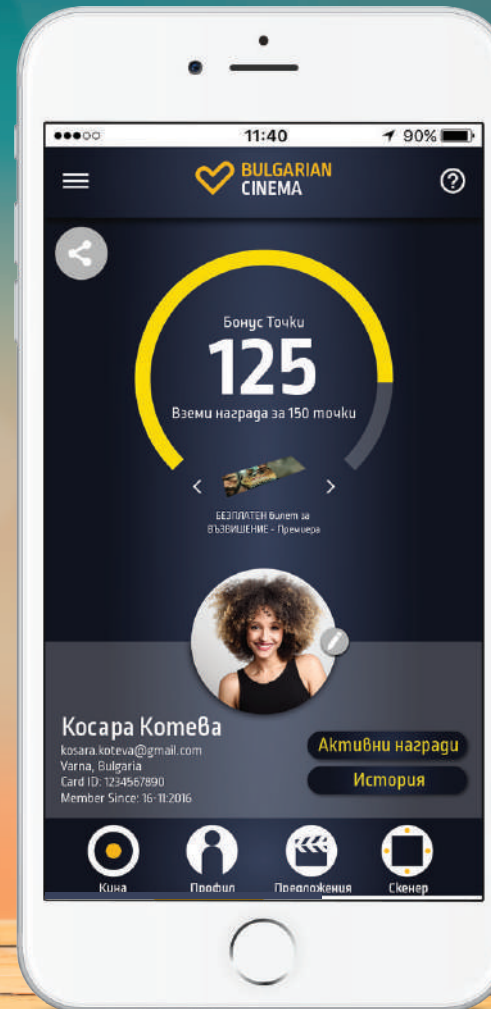 11:40
90%
BULGARIAN
CINEMA
Бонус Точки
125
Вземи награда за 150 точки
БЕЗПЛАТЕН билет за
ВЪЗВИШЕНИЕ - Премиера
Косара Котева
kosara.koteva@gmail.com
Varna, Bulgaria
Card ID: 1234567890
Member Since: 16-11-2016
Активни награди
История
Кина
Профил
Предложения
Скенер